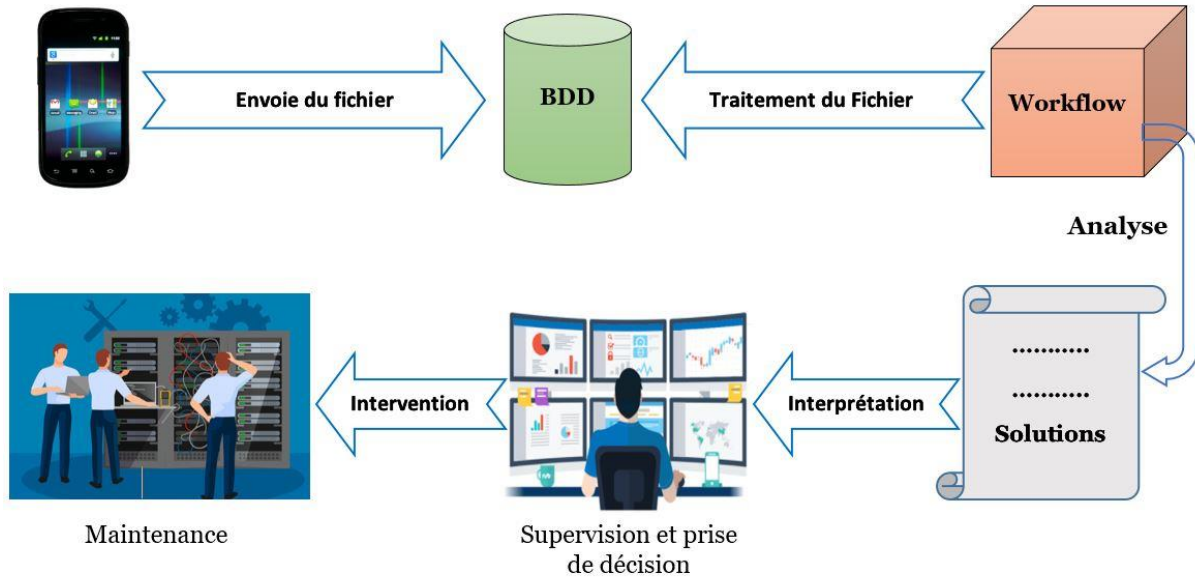 Envoie du fichier
BDD
Traitement du Fichier
Workflow
Analyse
...........
...........
Solutions
Interprétation
Intervention
Maintenance
Supervision et prise
de décision